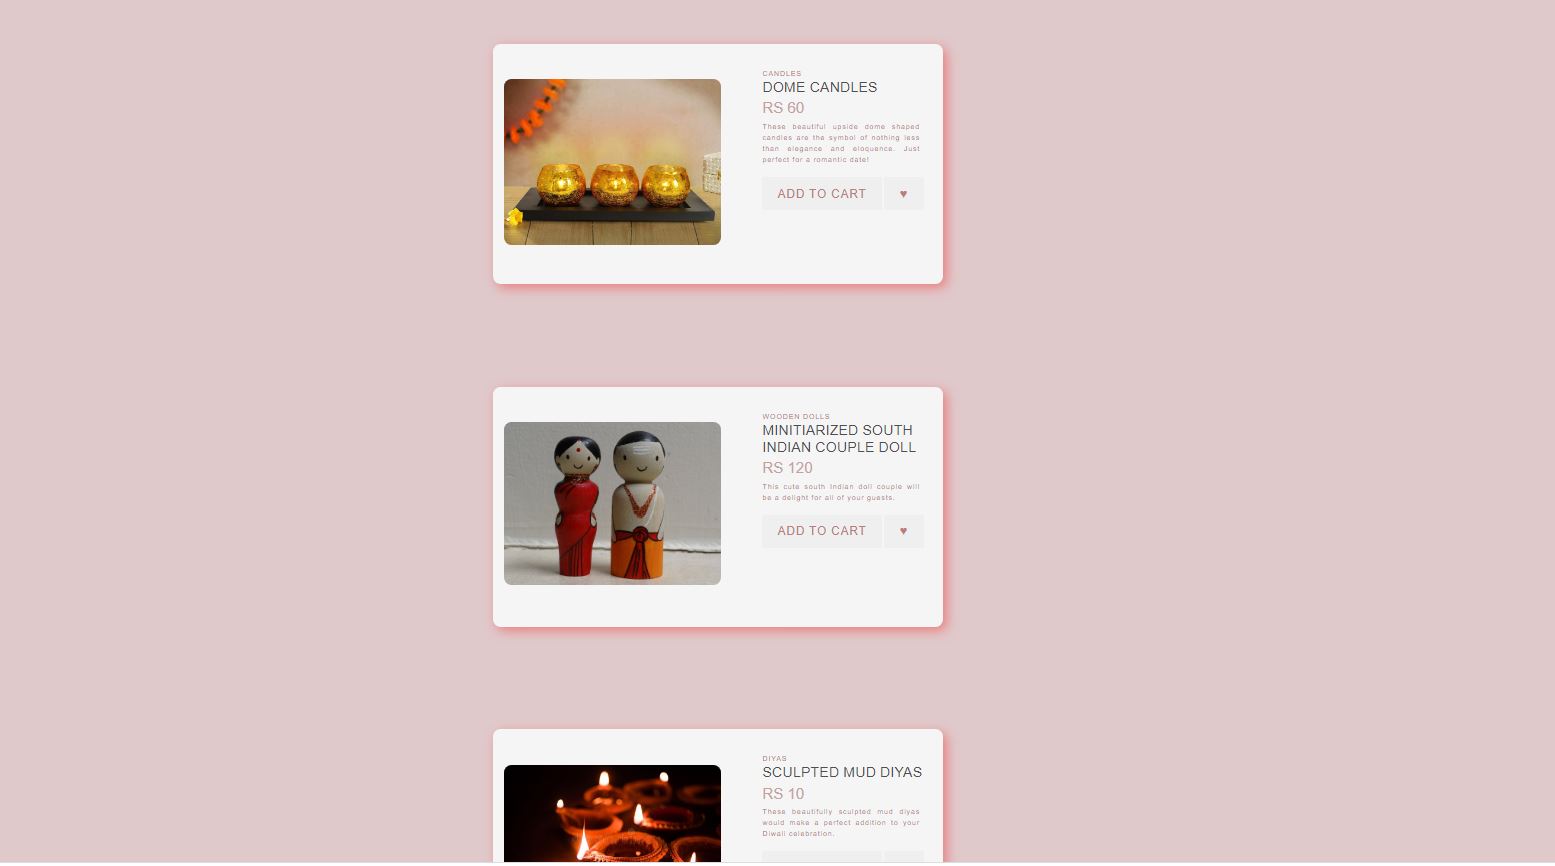 CANDLES
DOME CANDLES
RS 60
These beautiful upside dome shaped
candles are the symbol of nothing less
than elegance and eloquence. Just
perfect for a romantic date!
ADD TO CART ♥
WOODEN DOLLS
MINITIARIZED SOUTH
INDIAN COUPLE DOLL
RS 120
This cute south indian doll couple will
be a delight for all of your guests.
ADD TO CART ♥
DIYAS
SCULPTED MUD DIYAS
RS 10
These beautifully sculpted mud diyas
would make a perfect addition to your
Diwali celebration.